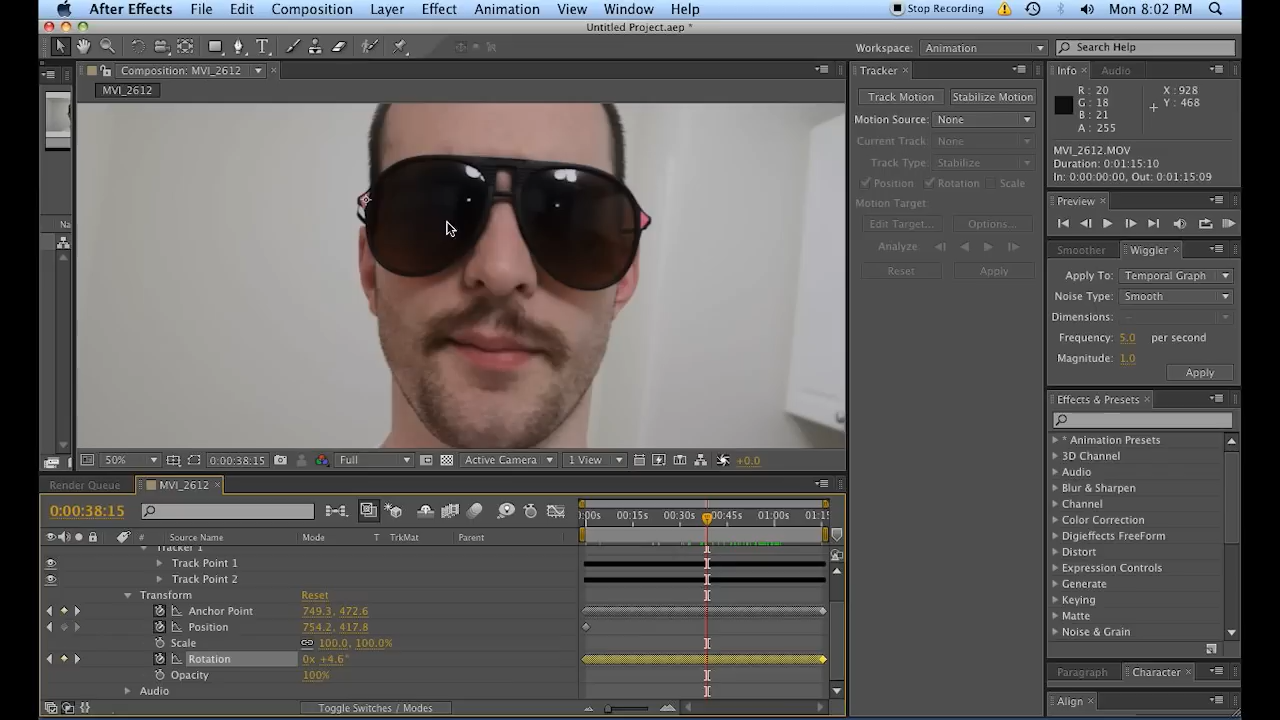 After Effects File Edit Composition Layer Effect Animation View Window Help Stop Recording Mon 8:02 PM
Untitled Project.aep *
Workspace: Animation Search Help
Composition: MVI_2612 Tracker Info Audio
MVI_2612
Track Motion Stabilize Motion
R: 20 X: 928
G: 18 Y: 468
B: 21
A: 255
Motion Source: None
Current Track: None
Track Type: Stabilize
Position Rotation Scale
Motion Target:
Edit Target... Options...
Analyze:
Reset Apply
MVI_2612.MOV
Duration: 0:01:15:10
In: 0:00:00:00, Out: 0:01:15:09
Preview
Smoother Wiggler
Apply To: Temporal Graph
Noise Type: Smooth
Dimensions: –
Frequency: 5.0 per second
Magnitude: 1.0
Apply
Effects & Presets
* Animation Presets
3D Channel
Audio
Blur & Sharpen
Channel
Color Correction
Digieffects FreeForm
Distort
Expression Controls
Generate
Keying
Matte
Noise & Grain
Paragraph Character
Align
Na
50% 0:00:38:15 Full Active Camera 1 View +0.0
Render Queue MVI_2612
0:00:38:15 :00s 00:15s 00:30s 00:45s 01:00s 01:15
Source Name Mode T TrkMat Parent
Tracker 1
Track Point 1
Track Point 2
Transform Reset
Anchor Point 749.3, 472.6
Position 754.2, 417.8
Scale 100.0, 100.0%
Rotation 0x +4.6°
Opacity 100%
Audio
Toggle Switches / Modes